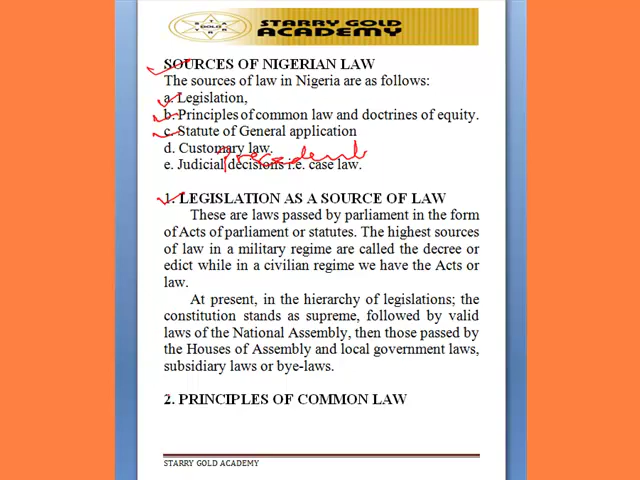 STARRY GOLD
ACADEMY
SOURCES OF NIGERIAN LAW
The sources of law in Nigeria are as follows:
a. Legislation,
b. Principles of common law and doctrines of equity.
c. Statute of General application
d. Customary law.
precedent
e. Judicial decisions i.e. case law.
1. LEGISLATION AS A SOURCE OF LAW
These are laws passed by parliament in the form
of Acts of parliament or statutes. The highest sources
of law in a military regime are called the decree or
edict while in a civilian regime we have the Acts or
law.
At present, in the hierarchy of legislations; the
constitution stands as supreme, followed by valid
laws of the National Assembly, then those passed by
the Houses of Assembly and local government laws,
subsidiary laws or bye-laws.
2. PRINCIPLES OF COMMON LAW
STARRY GOLD ACADEMY